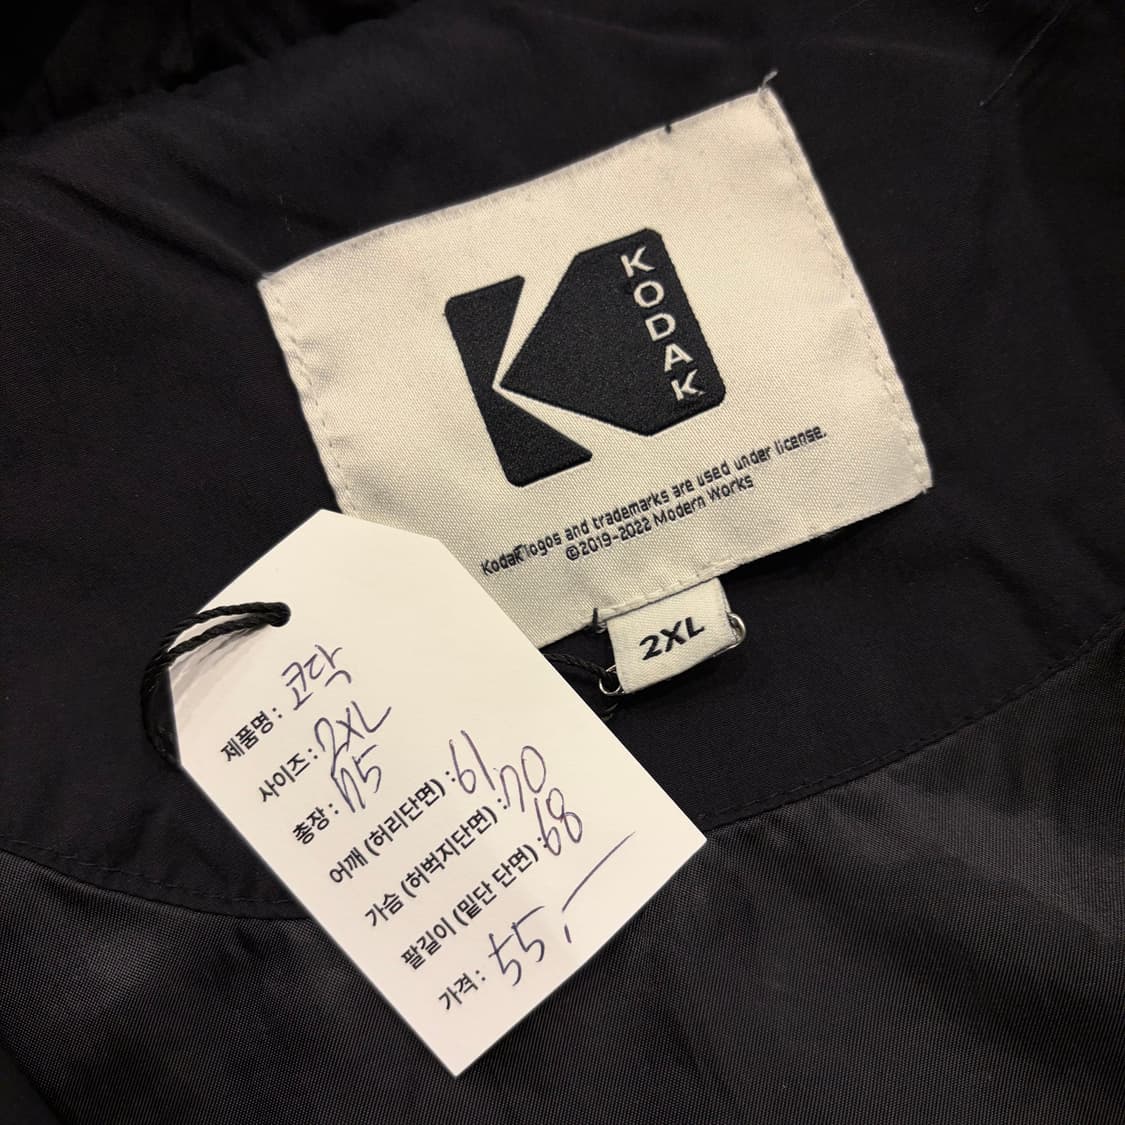 KODAK
Kodak logos and trademarks are used under license.
©2019-2022 Modern Works
2XL
제품명 : 코닥
사이즈 : 2XL
총장 : 75
어깨 (허리단면) : 61
가슴 (허벅지단면) : 70
팔길이 (밑단 단면) : 68
가격 : 55,—